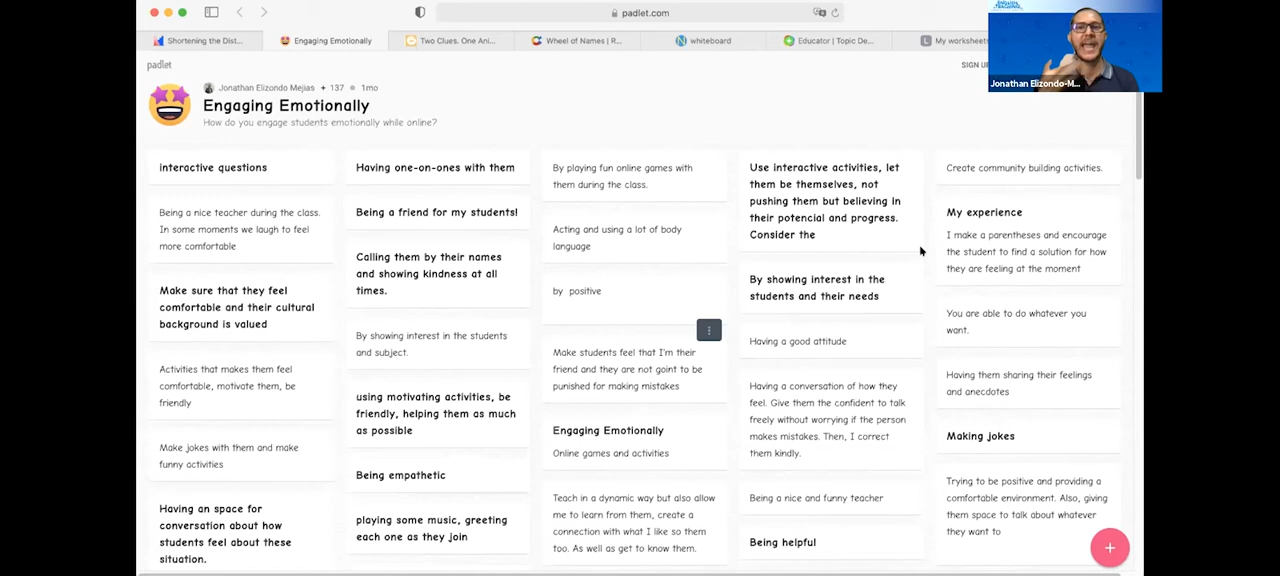 padlet.com
Shortening the Dist...
Engaging Emotionally
Two Clues. One Ani...
Wheel of Names | R...
whiteboard
Educator | Topic De...
My worksheets
padlet
SIGN
Jonathan Elizondo-M...
Jonathan Elizondo Mejias + 137 1mo
Engaging Emotionally
How do you engage students emotionally while online?
interactive questions
Being a nice teacher during the class.
In some moments we laugh to feel
more comfortable
Make sure that they feel
comfortable and their cultural
background is valued
Activities that makes them feel
comfortable, motivate them, be
friendly
Make jokes with them and make
funny activities
Having an space for
conversation about how
students feel about these
situation.
Having one-on-ones with them
Being a friend for my students!
Calling them by their names
and showing kindness at all
times.
By showing interest in the students
and subject.
using motivating activities, be
friendly, helping them as much
as possible
Being empathetic
playing some music, greeting
each one as they join
By playing fun online games with
them during the class.
Acting and using a lot of body
language
by positive
Make students feel that I'm their
friend and they are not goint to be
punished for making mistakes
Engaging Emotionally
Online games and activities
Teach in a dynamic way but also allow
me to learn from them, create a
connection with what I like so them
too. As well as get to know them.
Use interactive activities, let
them be themselves, not
pushing them but believing in
their potencial and progress.
Consider the
By showing interest in the
students and their needs
Having a good attitude
Having a conversation of how they
feel. Give them the confident to talk
freely without worrying if the person
makes mistakes. Then, I correct
them kindly.
Being a nice and funny teacher
Being helpful
Create community building activities.
My experience
I make a parentheses and encourage
the student to find a solution for how
they are feeling at the moment
You are able to do whatever you
want.
Having them sharing their feelings
and anecdotes
Making jokes
Trying to be positive and providing a
comfortable environment. Also, giving
them space to talk about whatever
they want to